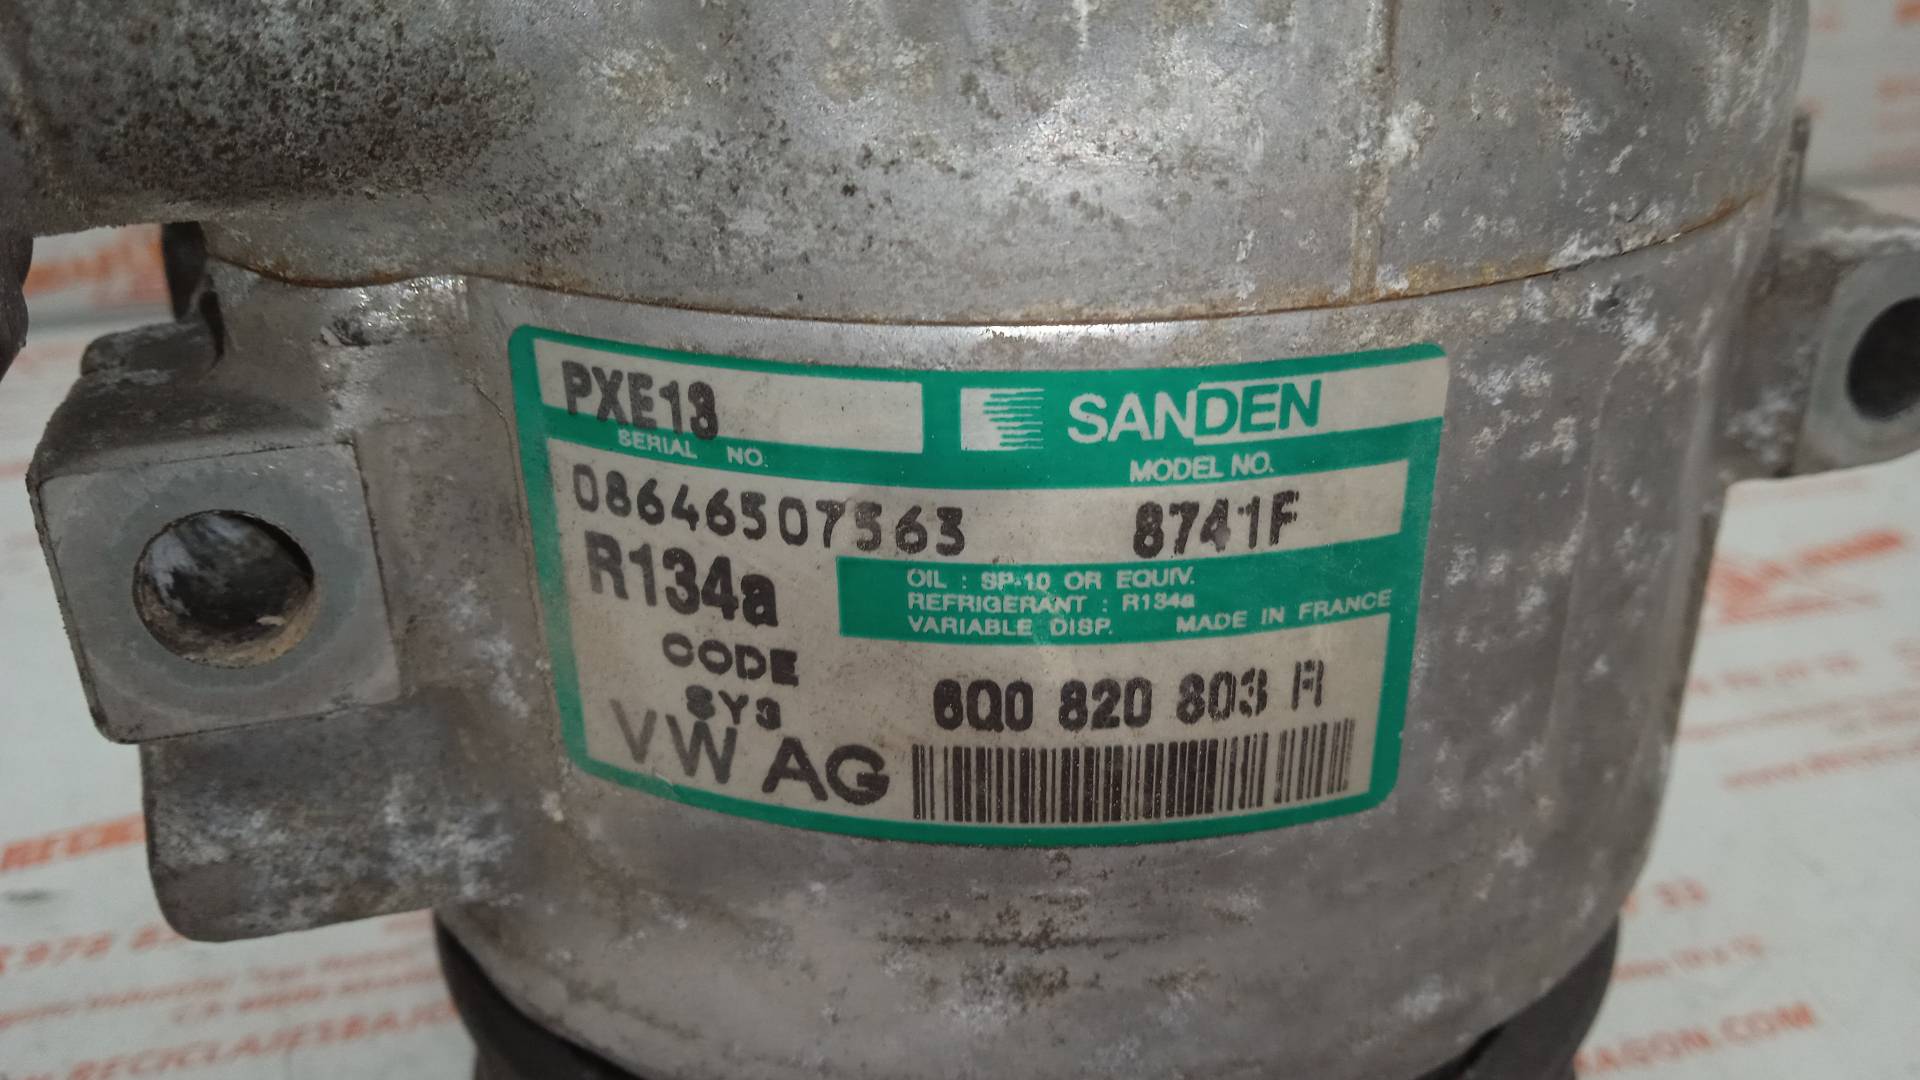 PXE13
SANDEN
SERIAL NO.
MODEL NO.
08646507563
8741F
R134a
OIL : SP-10 OR EQUIV.
REFRIGERANT : R134a
VARIABLE DISP. MADE IN FRANCE
CODE
SY3
6Q0 820 803 R
VW AG